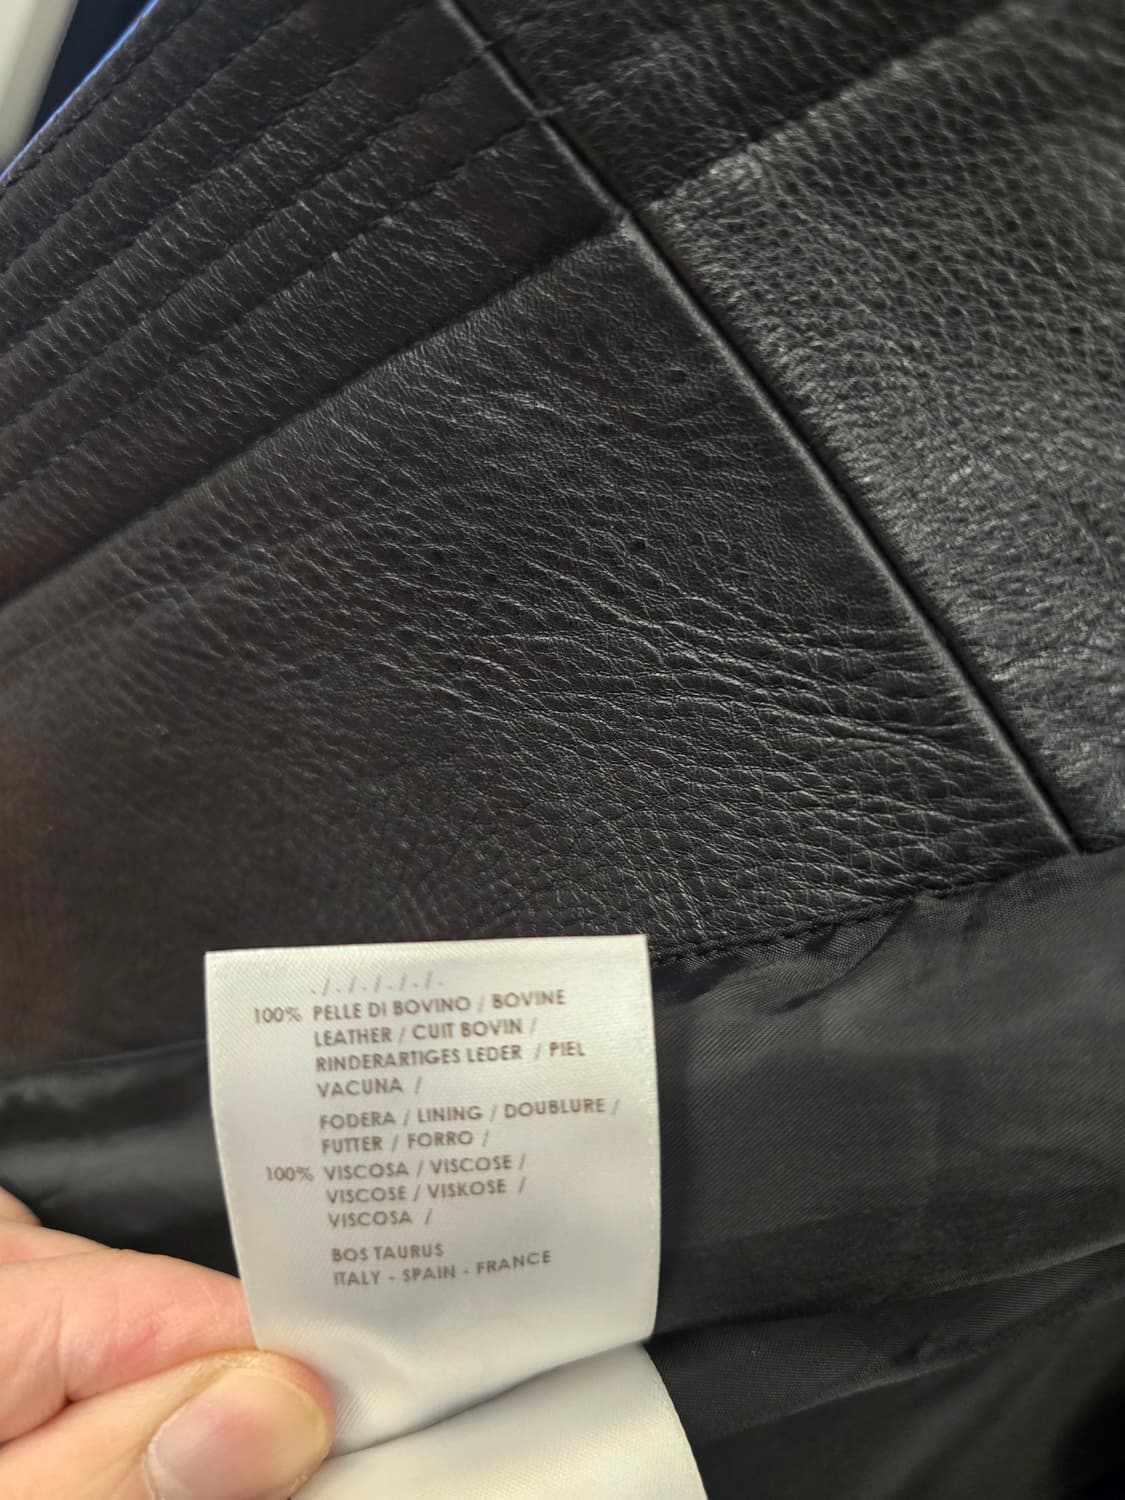 ./././././.
100% PELLE DI BOVINO / BOVINE
LEATHER / CUIT BOVIN /
RINDERARTIGES LEDER / PIEL
VACUNA /
FODERA / LINING / DOUBLURE /
FUTTER / FORRO /
100% VISCOSA / VISCOSE /
VISCOSE / VISKOSE /
VISCOSA /
BOS TAURUS
ITALY - SPAIN - FRANCE